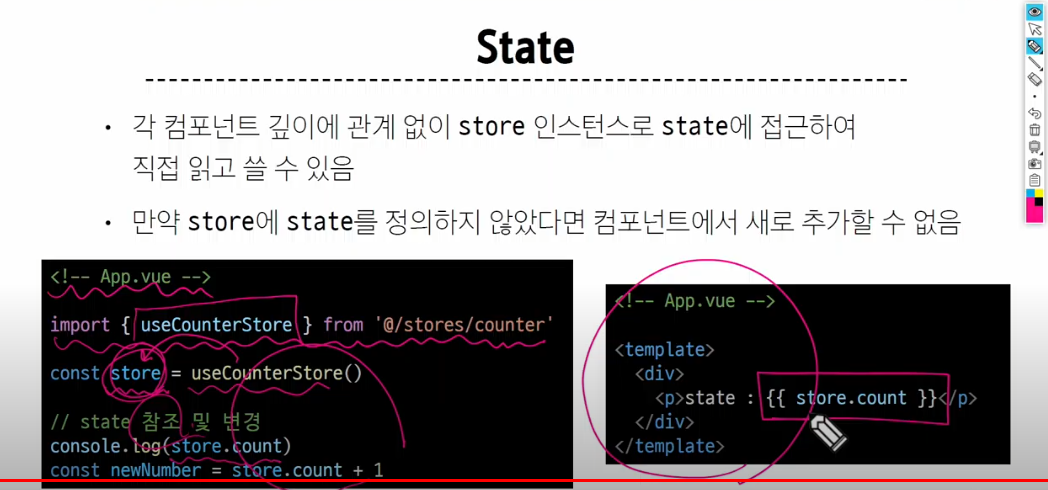 State
• 각 컴포넌트 깊이에 관계 없이 store 인스턴스로 state에 접근하여
직접 읽고 쓸 수 있음
• 만약 store에 state를 정의하지 않았다면 컴포넌트에서 새로 추가할 수 없음
<!-- App.vue -->
import { useCounterStore } from '@/stores/counter'
const store = useCounterStore()
// state 참조 및 변경
console.log(store.count)
const newNumber = store.count + 1
<!-- App.vue -->
<template>
<div>
<p>state : {{ store.count }}</p>
</div>
</template>